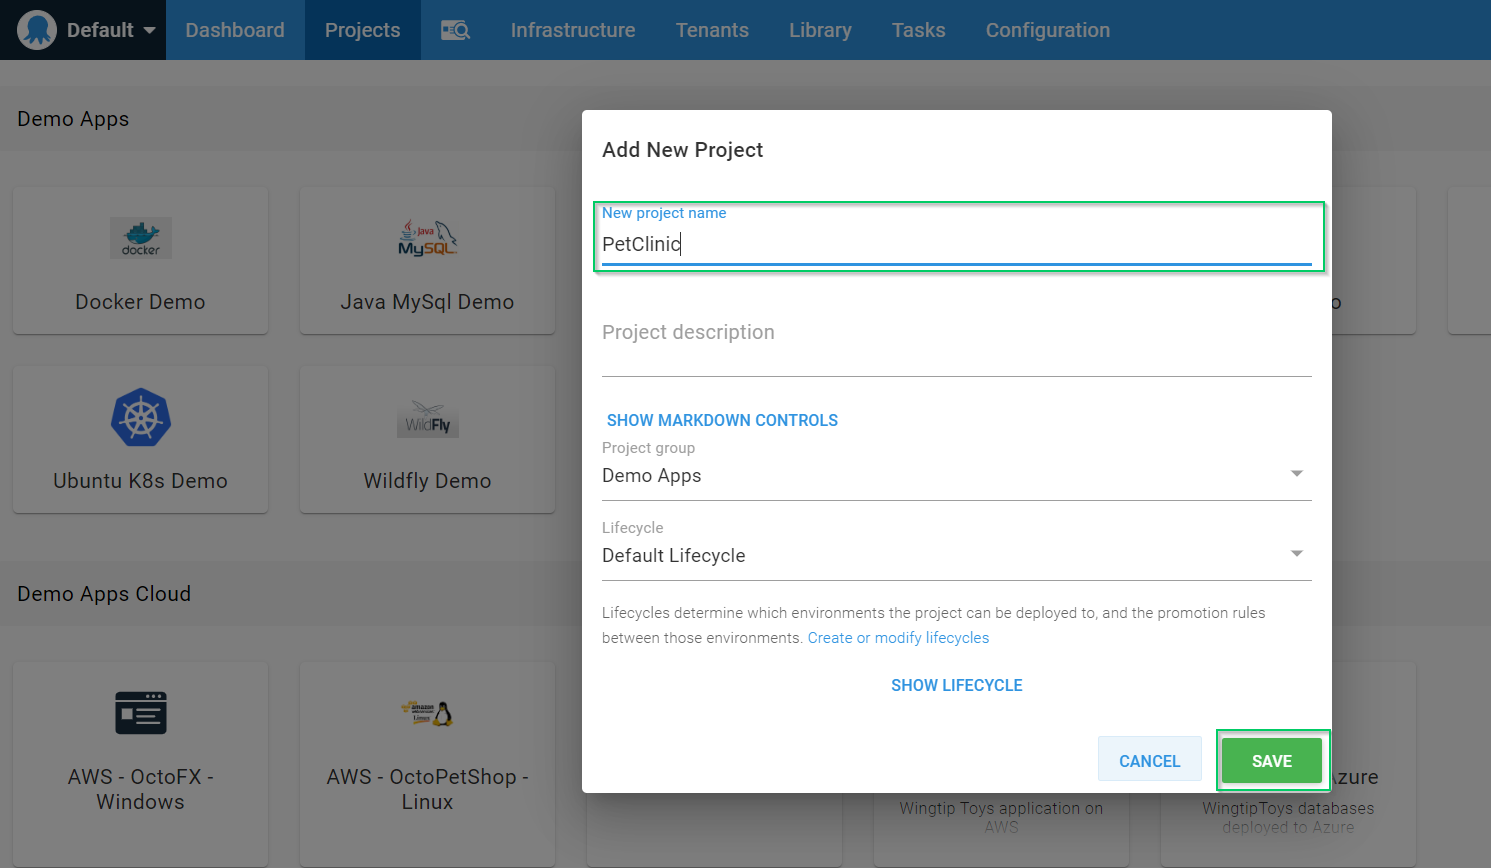 Default
Dashboard
Projects
Infrastructure
Tenants
Library
Tasks
Configuration
Demo Apps
docker
Docker Demo
Java
MySQL
Java MySql Demo
Ubuntu K8s Demo
WildFly
Wildfly Demo
Add New Project
New project name
PetClinic
Project description
SHOW MARKDOWN CONTROLS
Project group
Demo Apps
Lifecycle
Default Lifecycle
Lifecycles determine which environments the project can be deployed to, and the promotion rules
between those environments. Create or modify lifecycles
SHOW LIFECYCLE
CANCEL
SAVE
Demo Apps Cloud
AWS - OctoFX -
Windows
amazon
Linux
AWS - OctoPetShop -
Linux
Wingtip Toys application on
AWS
Azure
WingtipToys databases
deployed to Azure